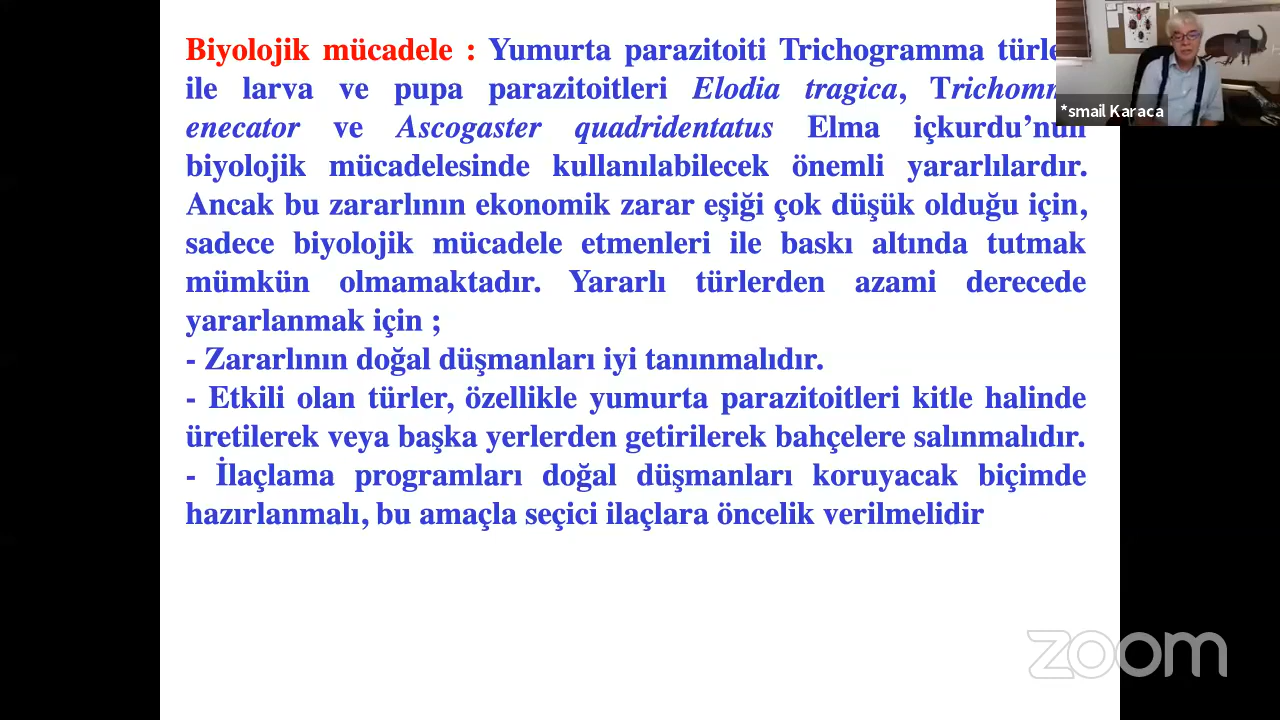 Biyolojik mücadele : Yumurta parazitoiti Trichogramma
ile larva ve pupa parazitoitleri Elodia tragica,
enecator ve Ascogaster quadridentatus Elma içkurdu’nun
biyolojik mücadelesinde kullanılabilecek önemli yararlılardır.
Ancak bu zararlının ekonomik zarar eşiği çok düşük olduğu için,
sadece biyolojik mücadele etmenleri ile baskı altında tutmak
mümkün olmamaktadır. Yararlı türlerden azami derecede
yararlanmak için ;
- Zararlının doğal düşmanları iyi tanınmalıdır.
- Etkili olan türler, özellikle yumurta parazitoitleri kitle halinde
üretilerek veya başka yerlerden getirilerek bahçelere salınmalıdır.
- İlaçlama programları doğal düşmanları koruyacak biçimde
hazırlanmalı, bu amaçla seçici ilaçlara öncelik verilmelidir
*smail Karaca
zoom